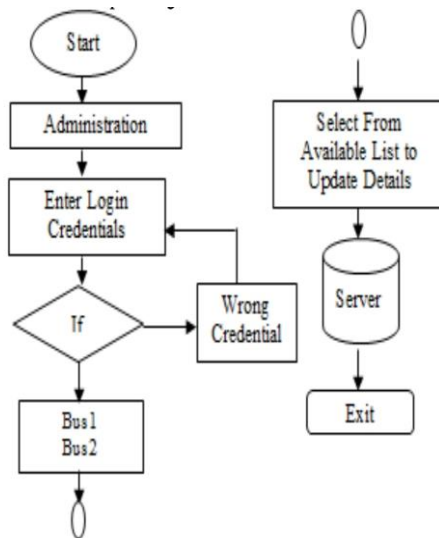 Start
Administration
Enter Login
Credentials
If
Wrong
Credential
Bus1
Bus2
Select From
Available List to
Update Details
Server
Exit